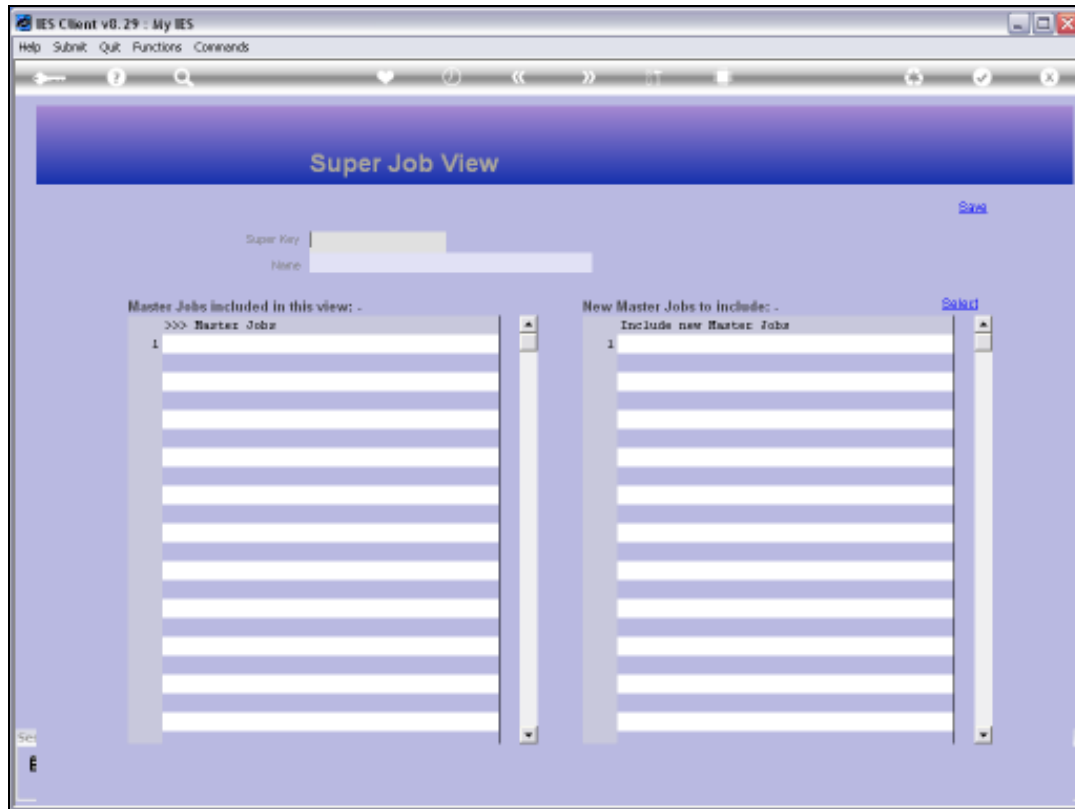 IES Client v8.29 : My IES
Help Submit Quit Functions Commands
Super Job View
Save
Super Key
Name
Master Jobs included in this view: -
New Master Jobs to include: -
Select
>>> Master Jobs
Include new Master Jobs
1
1